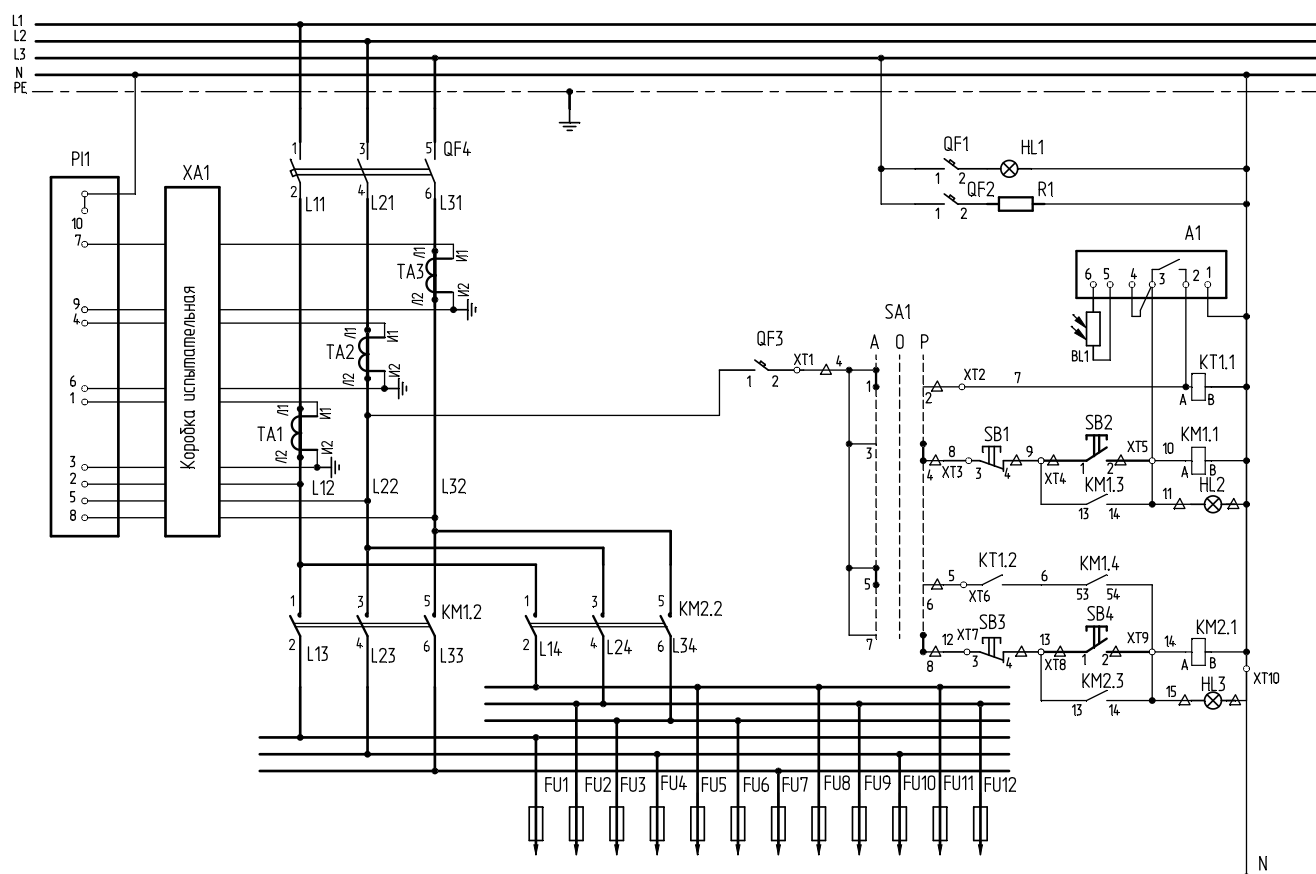 L1
L2
L3
N
PE
PI1
10
7
9
4
6
1
3
2
5
8
XA1
Коробка испытательная
1
2
3
4
5
6
QF4
L11
L21
L31
TA3
Л1
Л2
И1
И2
TA2
Л1
Л2
И1
И2
TA1
Л1
Л2
И1
И2
L12
L22
L32
1
2
3
4
5
6
KM1.2
L13
L23
L33
1
2
3
4
5
6
KM2.2
L14
L24
L34
FU1
FU2
FU3
FU4
FU5
FU6
FU7
FU8
FU9
FU10
FU11
FU12
QF1
1
2
HL1
QF2
1
2
R1
A1
6
5
4
3
2
1
BL1
QF3
1
2
XT1
4
SA1
A O P
1
2
3
4
5
6
7
8
XT2
7
KT1.1
A
B
8
XT3
SB1
3
4
9
XT4
SB2
1
2
XT5
10
KM1.1
A
B
KM1.3
13
14
11
HL2
5
XT6
KT1.2
6
KM1.4
53
54
12
XT7
SB3
3
4
13
XT8
SB4
1
2
XT9
14
KM2.1
A
B
KM2.3
13
14
15
HL3
XT10
N